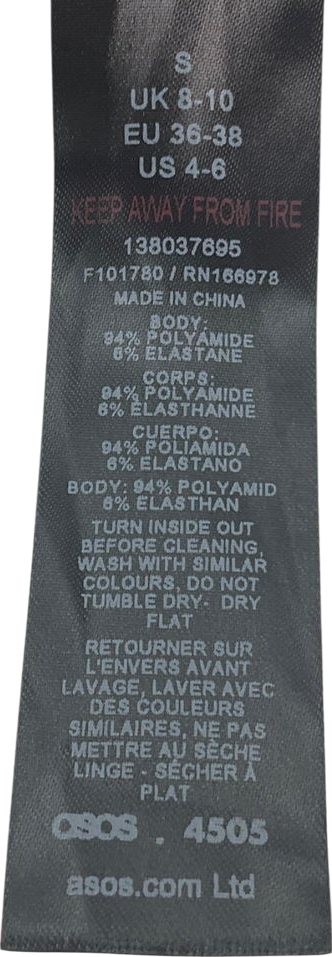 S
UK 8-10
EU 36-38
US 4-6
KEEP AWAY FROM FIRE
138037695
F101780 / RN166978
MADE IN CHINA
BODY:
94% POLYAMIDE
6% ELASTANE
CORPS:
94% POLYAMIDE
6% ÉLASTHANNE
CUERPO:
94% POLIAMIDA
6% ELASTANO
BODY: 94% POLYAMID
6% ELASTHAN
TURN INSIDE OUT
BEFORE CLEANING,
WASH WITH SIMILAR
COLOURS, DO NOT
TUMBLE DRY- DRY
FLAT
RETOURNER SUR
L'ENVERS AVANT
LAVAGE, LAVER AVEC
DES COULEURS
SIMILAIRES, NE PAS
METTRE AU SÈCHE
LINGE - SÉCHER À
PLAT
asos . 4505
asos.com Ltd